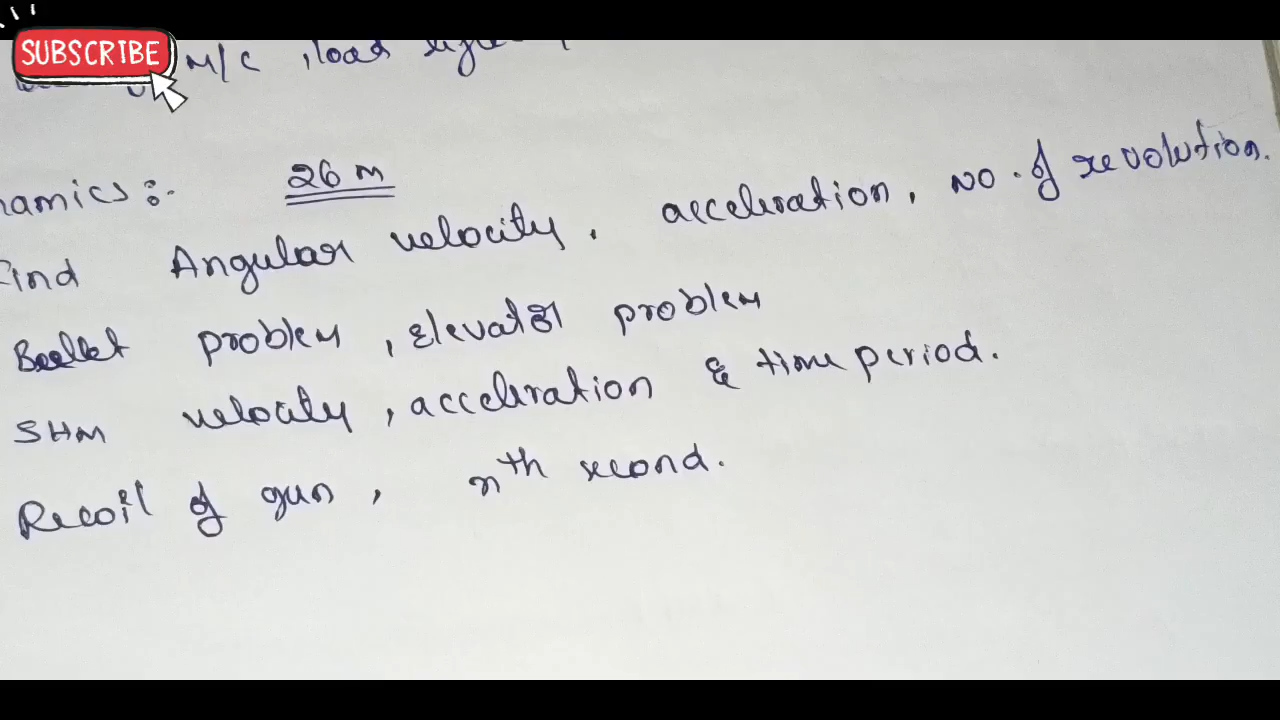 SUBSCRIBE
M/C , load
namics :- 26 M
Find Angular velocity, acceleration, No. of revolution.
Bullet problem, Elevator problem
SHM velocity, acceleration & time period.
Recoil of gun, nth second.